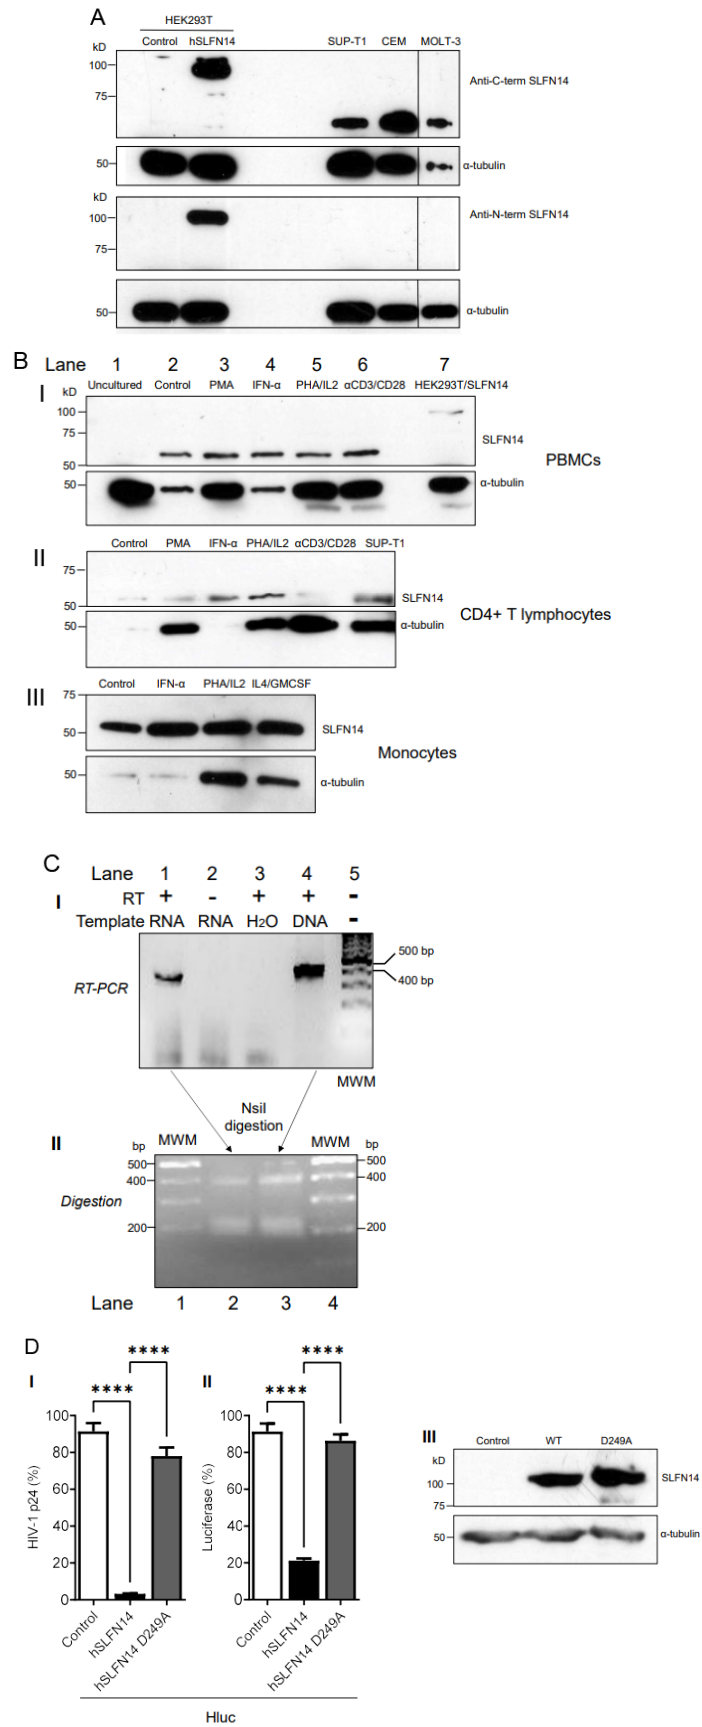 A
HEK293T
kD Control hSLFN14 SUP-T1 CEM MOLT-3
100
75
Anti-C-term SLFN14
50
α-tubulin
kD
100
75
Anti-N-term SLFN14
50
α-tubulin
B
Lane 1 2 3 4 5 6 7
Uncultured Control PMA IFN-α PHA/IL2 αCD3/CD28 HEK293T/SLFN14
I
kD
100
75
50
SLFN14
PBMCs
50
α-tubulin
II
Control PMA IFN-α PHA/IL2 αCD3/CD28 SUP-T1
75
50
SLFN14
CD4+ T lymphocytes
50
α-tubulin
III
Control IFN-α PHA/IL2 IL4/GMCSF
75
50
SLFN14
Monocytes
50
α-tubulin
C
Lane 1 2 3 4 5
I
RT + - + + -
Template RNA RNA H2O DNA -
RT-PCR
500 bp
400 bp
MWM
NsiI
digestion
II
bp MWM MWM bp
500 500
400 400
Digestion
200 200
Lane 1 2 3 4
D
I
**** ****
HIV-1 p24 (%)
100
80
60
40
20
0
Control
hSLFN14
hSLFN14 D249A
II
**** ****
Luciferase (%)
100
80
60
40
20
0
Control
hSLFN14
hSLFN14 D249A
Hluc
III
Control WT D249A
kD
100
75
SLFN14
50
α-tubulin